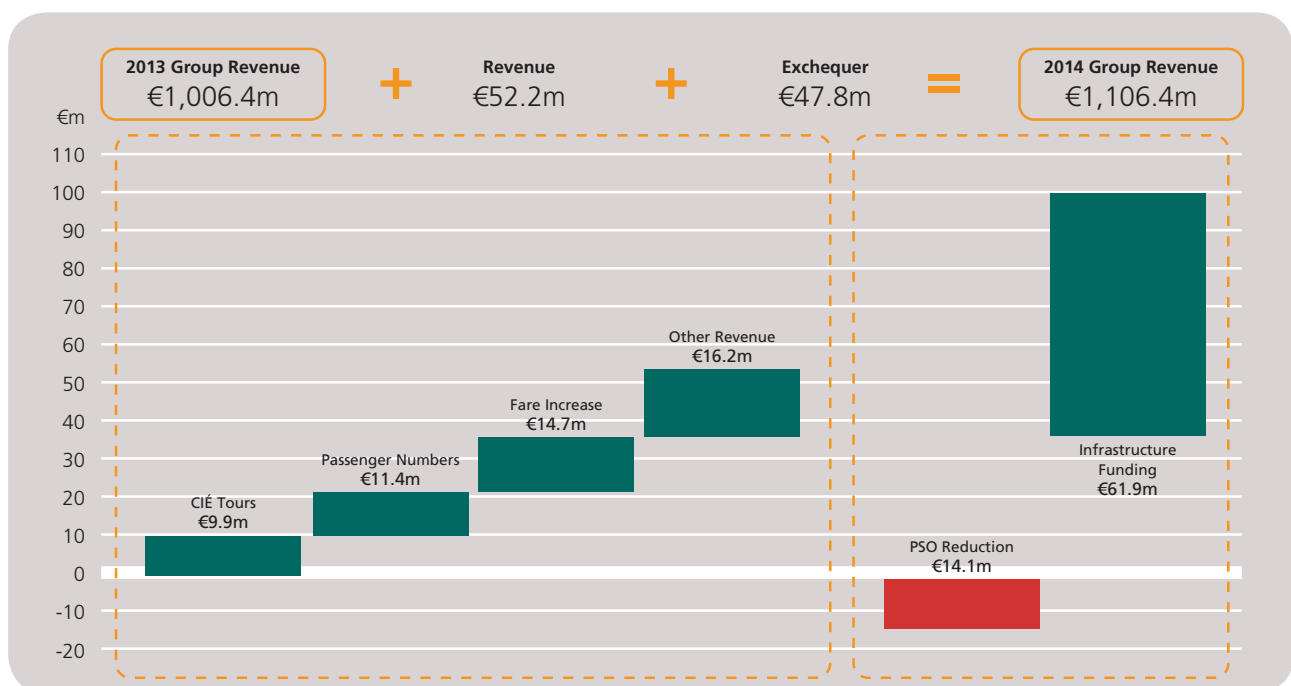 2013 Group Revenue
€1,006.4m
+
Revenue
€52.2m
+
Exchequer
€47.8m
=
2014 Group Revenue
€1,106.4m
€m
110
100
90
80
70
60
50
40
30
20
10
0
-10
-20
CIÉ Tours
€9.9m
Passenger Numbers
€11.4m
Fare Increase
€14.7m
Other Revenue
€16.2m
PSO Reduction
€14.1m
Infrastructure
Funding
€61.9m